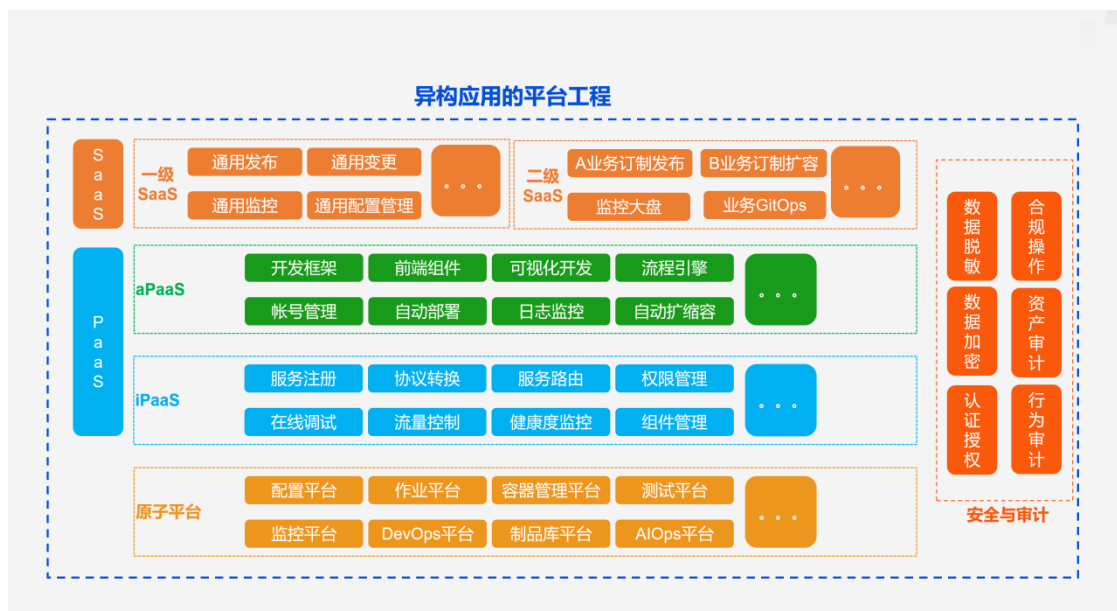 异构应用的平台工程
SaaS
一级
SaaS
通用发布
通用变更
通用监控
通用配置管理
。。。
二级
SaaS
A业务订制发布
B业务订制扩容
监控大盘
业务GitOps
。。。
PaaS
aPaaS
开发框架
前端组件
可视化开发
流程引擎
帐号管理
自动部署
日志监控
自动扩缩容
。。。
iPaaS
服务注册
协议转换
服务路由
权限管理
在线调试
流量控制
健康度监控
组件管理
。。。
原子平台
配置平台
作业平台
容器管理平台
测试平台
监控平台
DevOps平台
制品库平台
AIOps平台
。。。
数据脱敏
合规操作
数据加密
资产审计
认证授权
行为审计
安全与审计